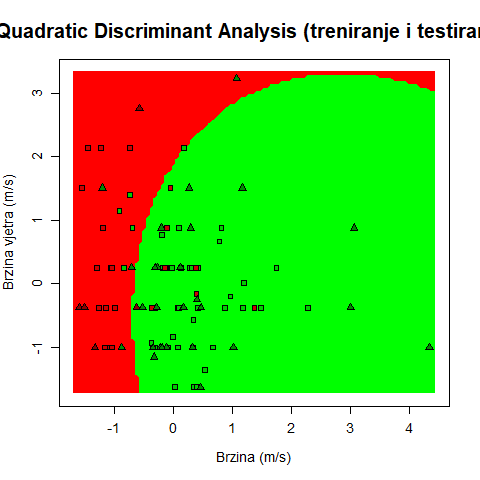 Quadratic Discriminant Analysis (treniranje i testiran
Brzina vjetra (m/s)
3
2
1
0
-1
-1 0 1 2 3 4
Brzina (m/s)